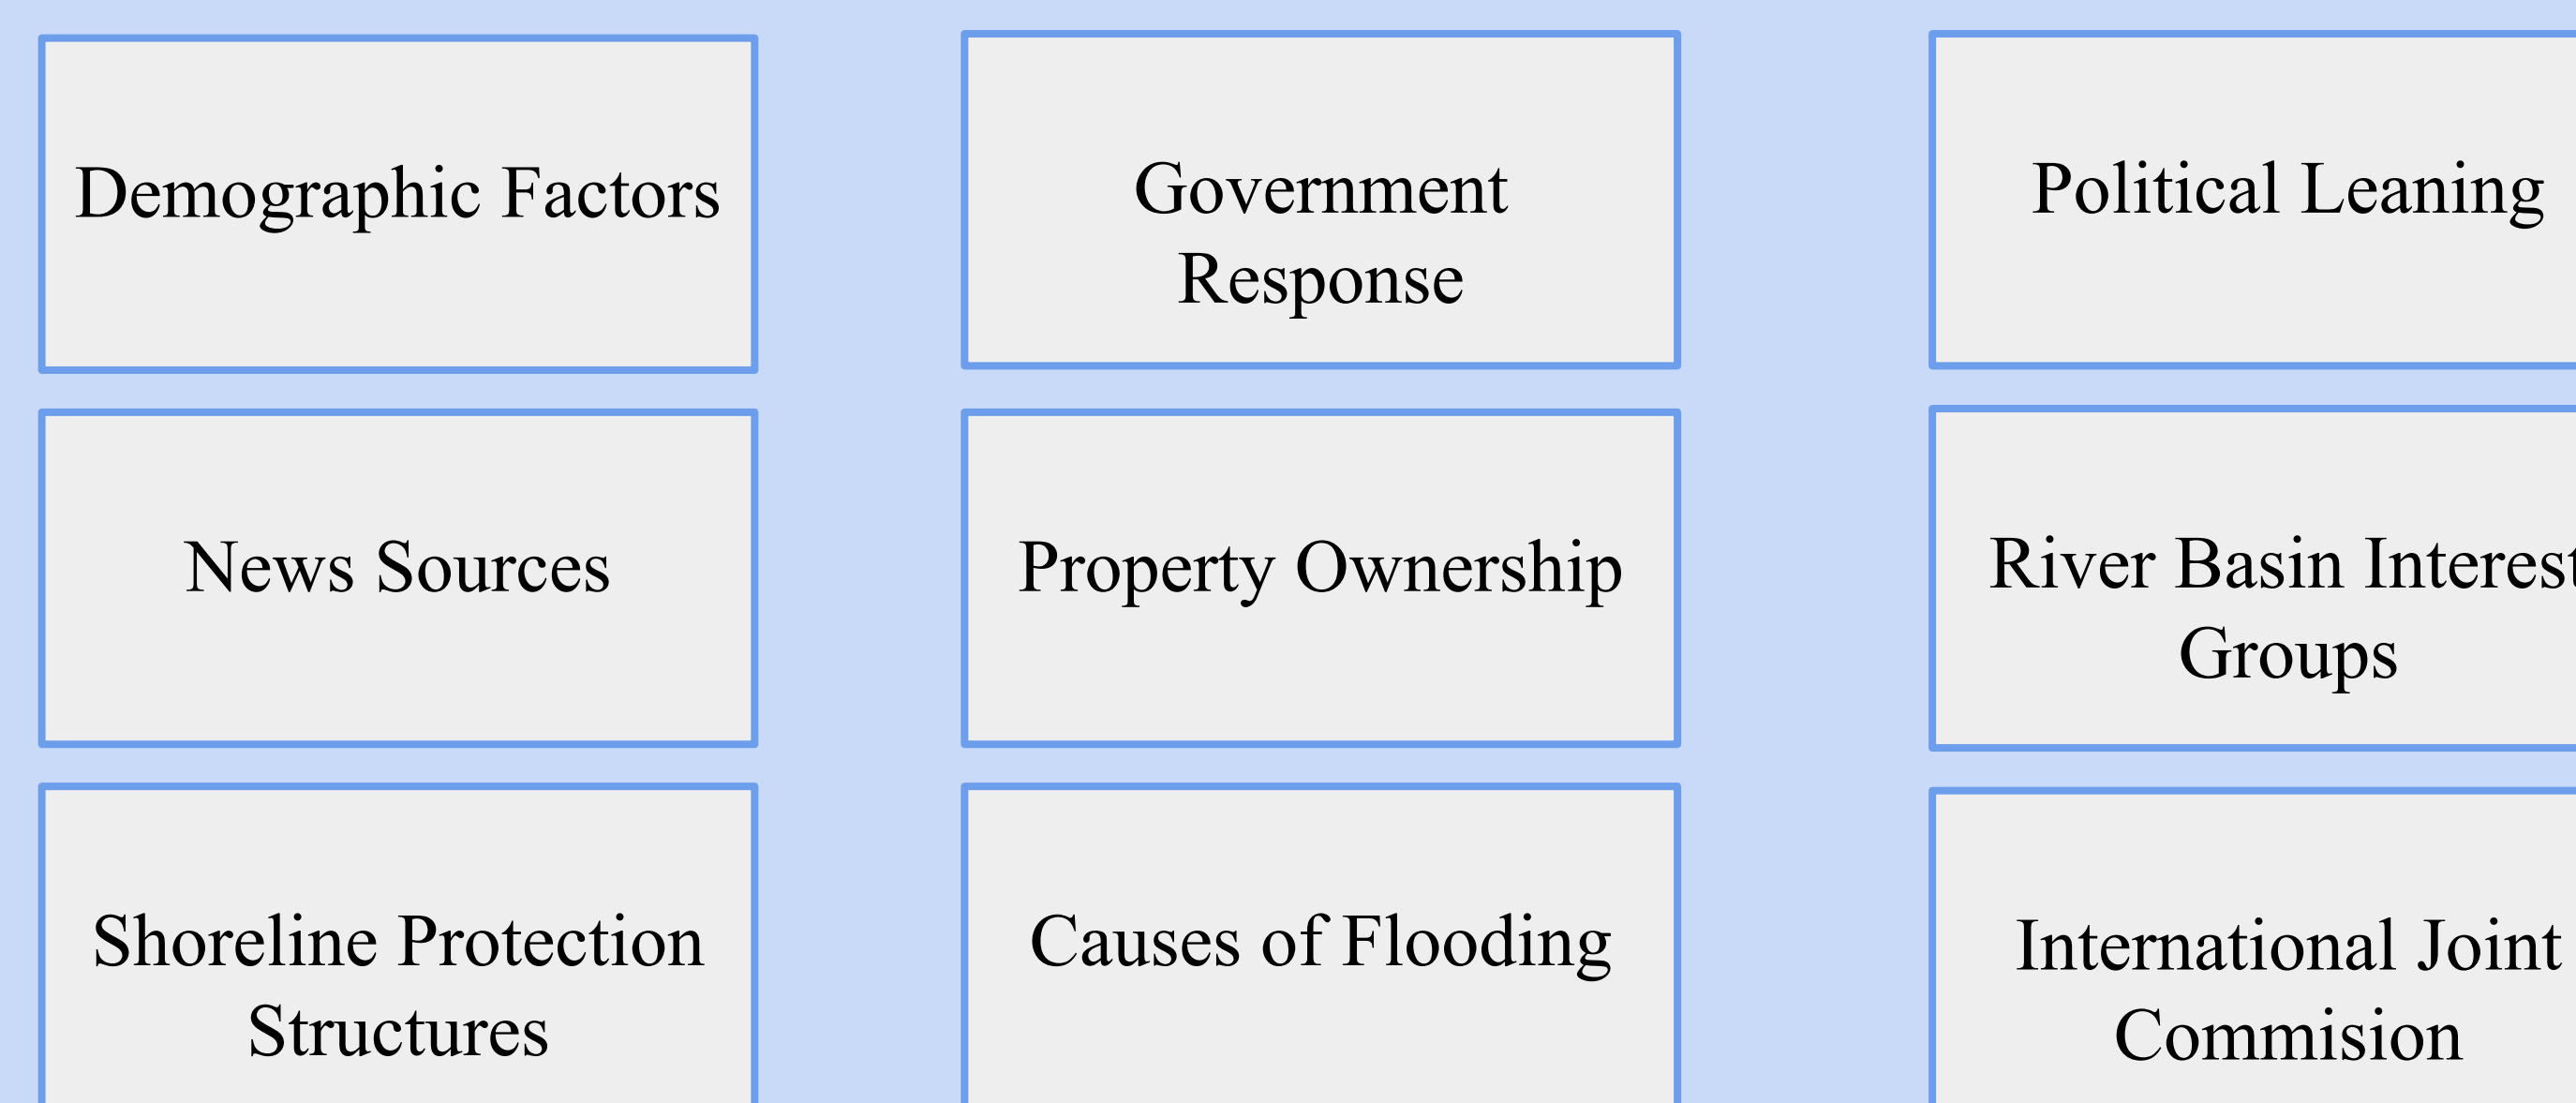 Demographic Factors
Government
Response
Political Leaning
News Sources
Property Ownership
River Basin Interest
Groups
Shoreline Protection
Structures
Causes of Flooding
International Joint
Commision